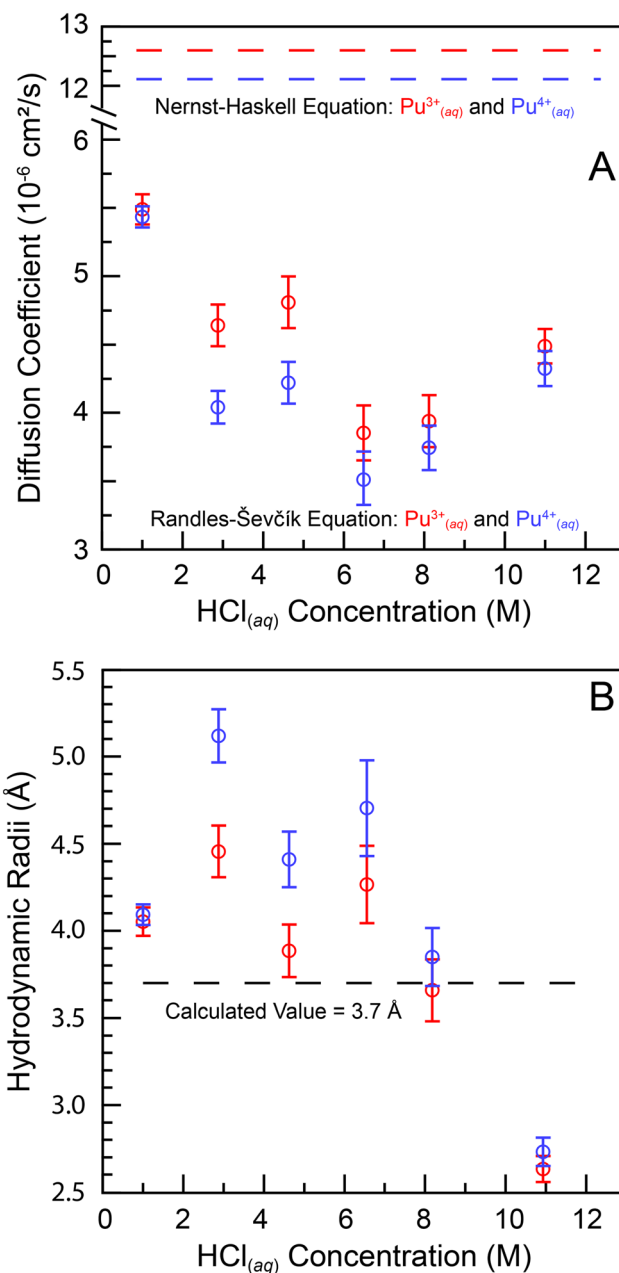 13
12
Nernst-Haskell Equation: Pu³⁺(aq) and Pu⁴⁺(aq)
6
A
5
4
Randles-Ševčík Equation: Pu³⁺(aq) and Pu⁴⁺(aq)
3
Diffusion Coefficient (10⁻⁶ cm²/s)
0 2 4 6 8 10 12
HCl(aq) Concentration (M)
5.5
B
5.0
4.5
4.0
Calculated Value = 3.7 Å
3.5
3.0
2.5
Hydrodynamic Radii (Å)
0 2 4 6 8 10 12
HCl(aq) Concentration (M)